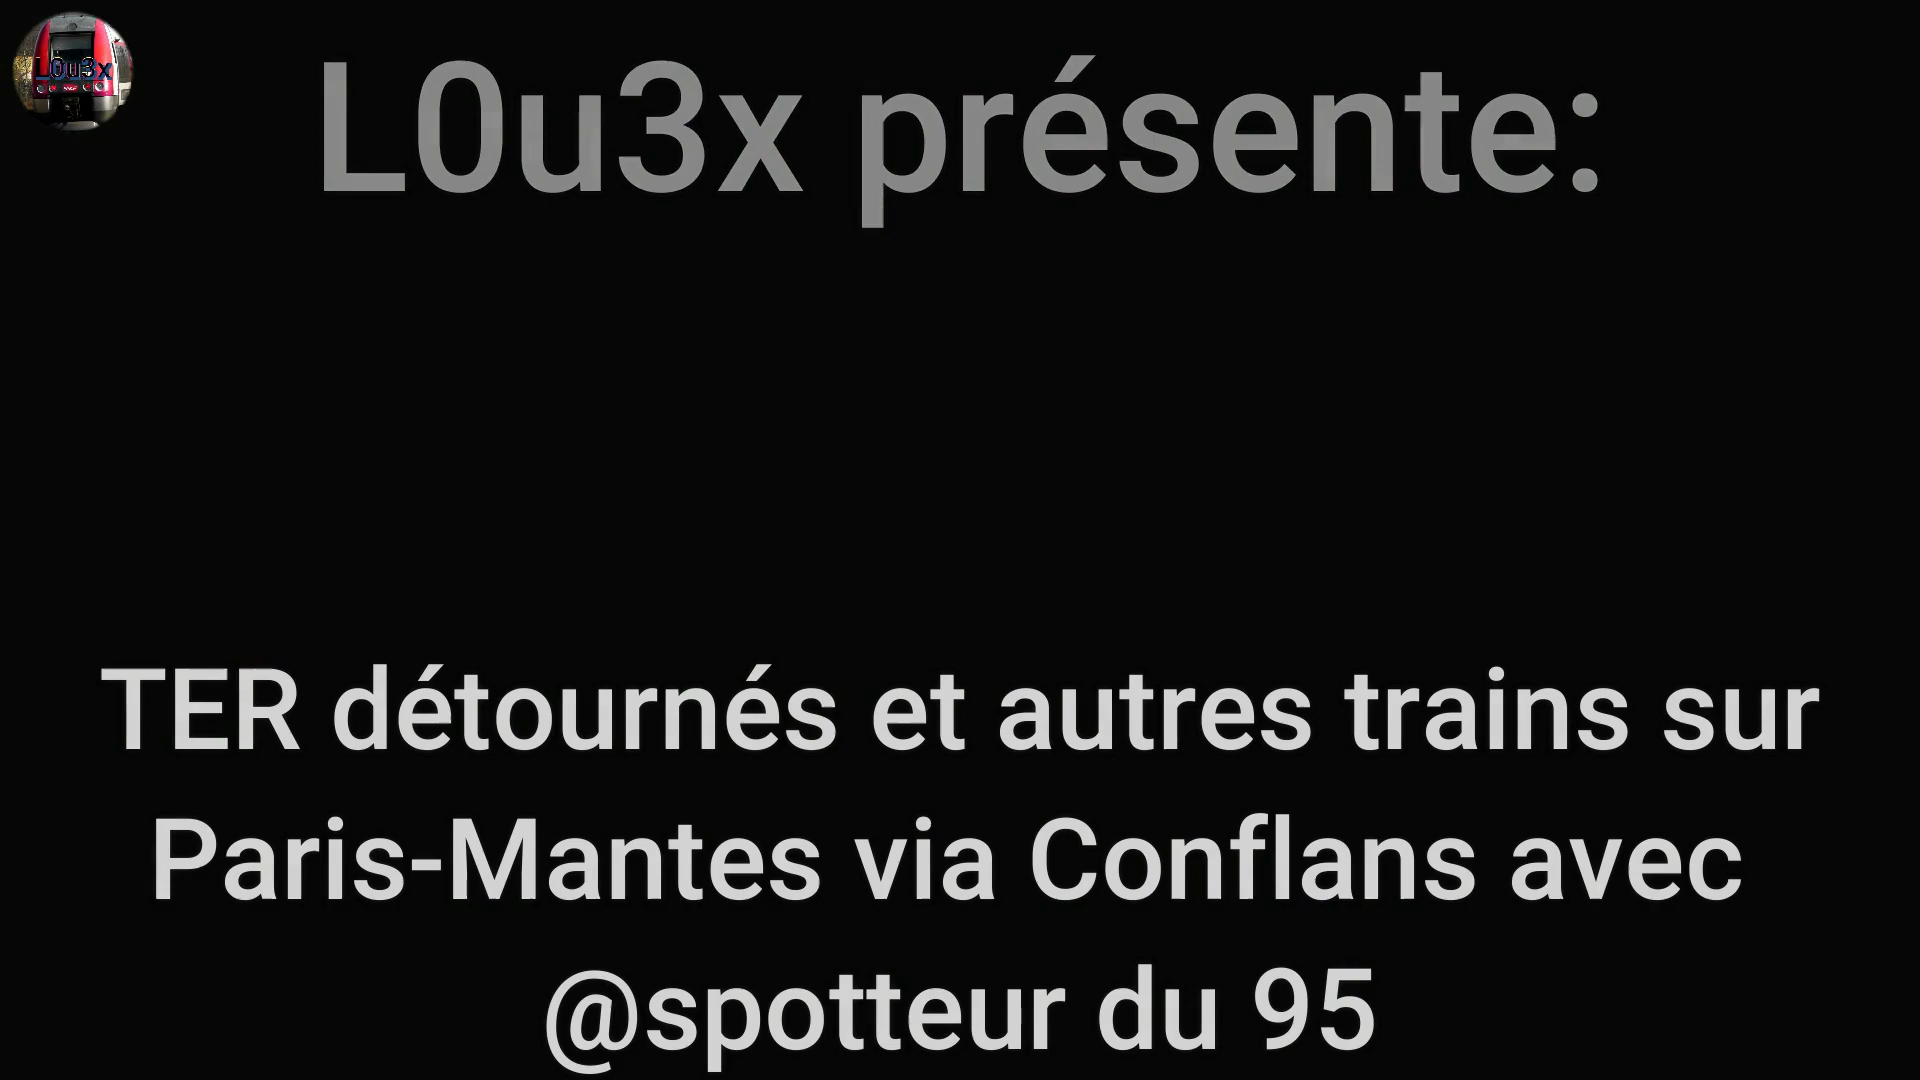 L0u3x
L0u3x présente:
TER détournés et autres trains sur
Paris-Mantes via Conflans avec
@spotteur du 95